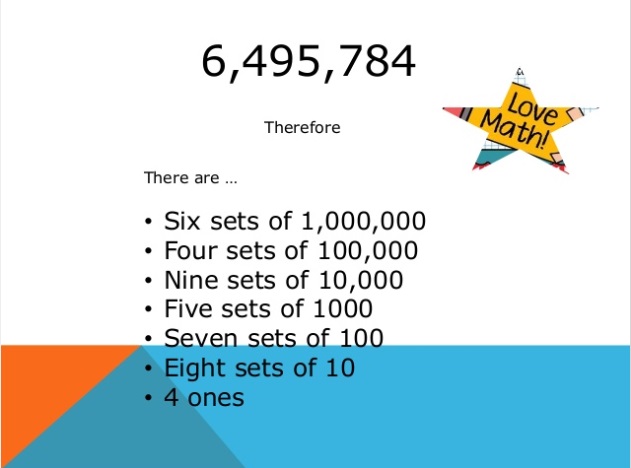 6,495,784
Love
Math!
Therefore
There are ...
• Six sets of 1,000,000
• Four sets of 100,000
• Nine sets of 10,000
• Five sets of 1000
• Seven sets of 100
• Eight sets of 10
• 4 ones